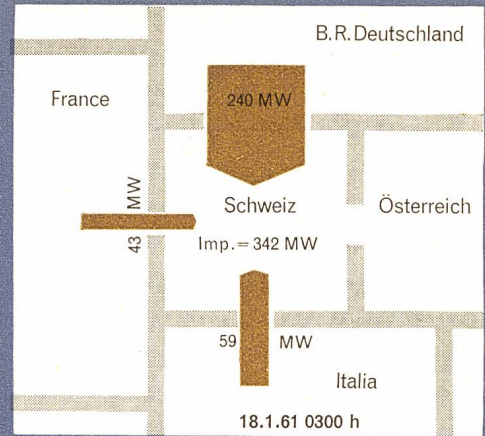 B.R.Deutschland
France
240 MW
43 MW
Schweiz
Österreich
Imp.= 342 MW
59 MW
Italia
18.1.61 0300 h